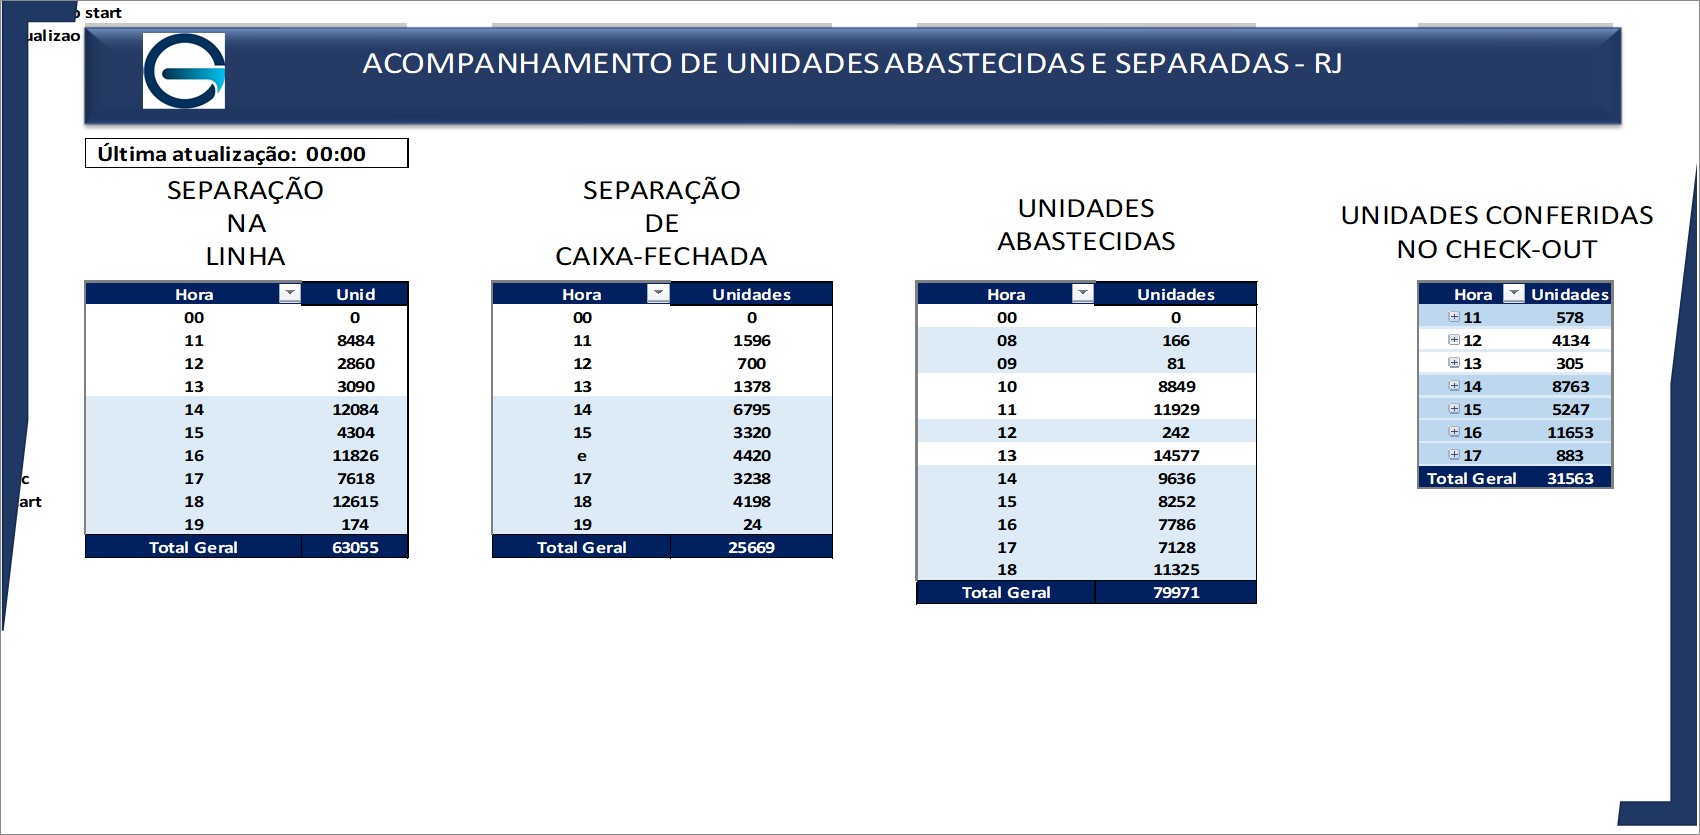 start
ualizao
ACOMPANHAMENTO DE UNIDADES ABASTECIDAS E SEPARADAS - RJ
Última atualização: 00:00
SEPARAÇÃO
NA
LINHA
Hora Unid
00 0
11 8484
12 2860
13 3090
14 12084
15 4304
16 11826
17 7618
18 12615
19 174
Total Geral 63055
SEPARAÇÃO
DE
CAIXA-FECHADA
Hora Unidades
00 0
11 1596
12 700
13 1378
14 6795
15 3320
e 4420
17 3238
18 4198
19 24
Total Geral 25669
UNIDADES
ABASTECIDAS
Hora Unidades
00 0
08 166
09 81
10 8849
11 11929
12 242
13 14577
14 9636
15 8252
16 7786
17 7128
18 11325
Total Geral 79971
UNIDADES CONFERIDAS
NO CHECK-OUT
Hora Unidades
11 578
12 4134
13 305
14 8763
15 5247
16 11653
17 883
Total Geral 31563
c
art